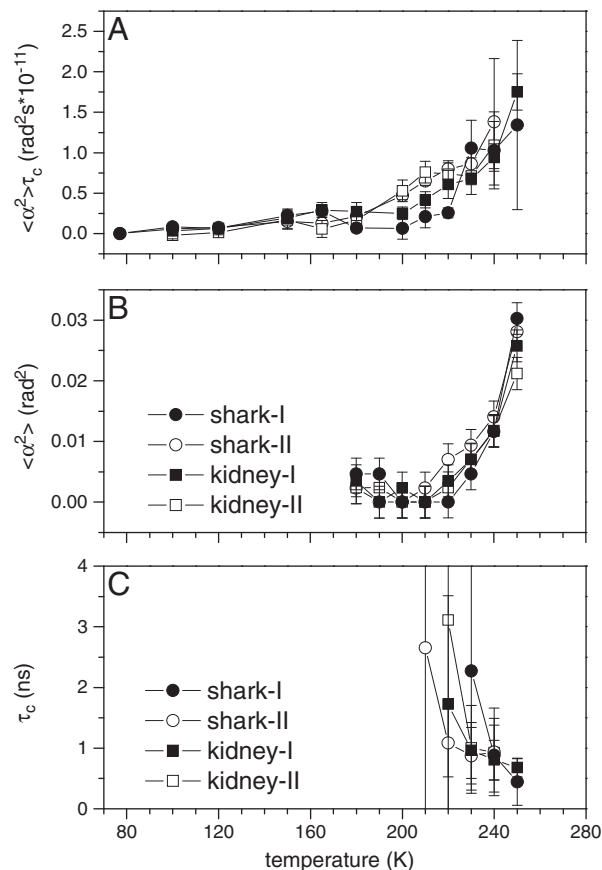 A
2.5
2.0
1.5
1.0
0.5
0.0
<α²>τc (rad²s*10⁻¹¹)
B
0.03
0.02
0.01
0.00
<α²> (rad²)
shark-I
shark-II
kidney-I
kidney-II
C
4
3
2
1
0
τc (ns)
shark-I
shark-II
kidney-I
kidney-II
80 120 160 200 240 280
temperature (K)